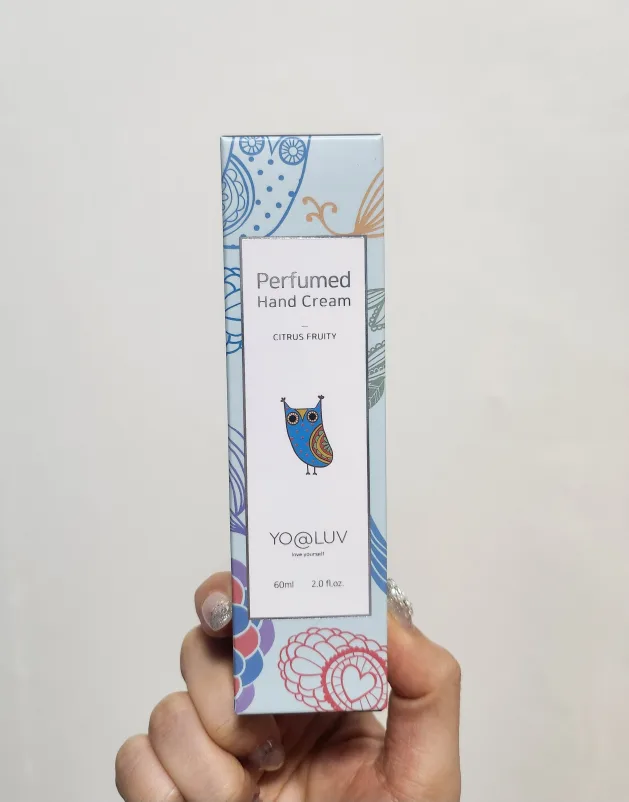 Perfumed
Hand Cream
CITRUS FRUITY
YO@LUV
love yourself
60ml 2.0 fl.oz.